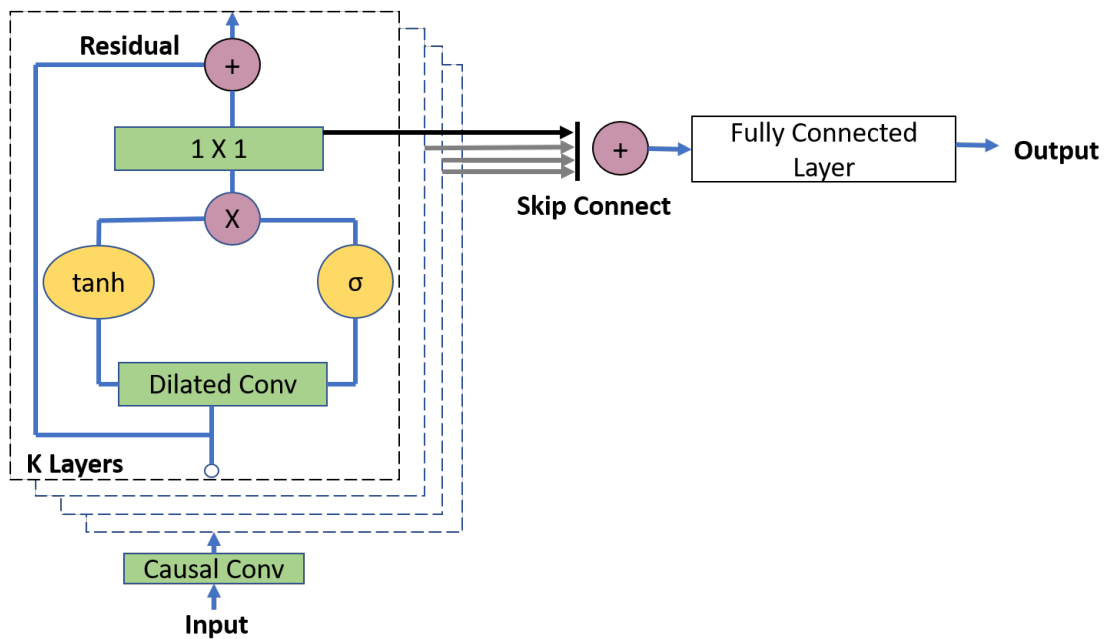 Residual
+
1 X 1
X
tanh
σ
Dilated Conv
K Layers
Causal Conv
Input
+
Skip Connect
Fully Connected
Layer
Output